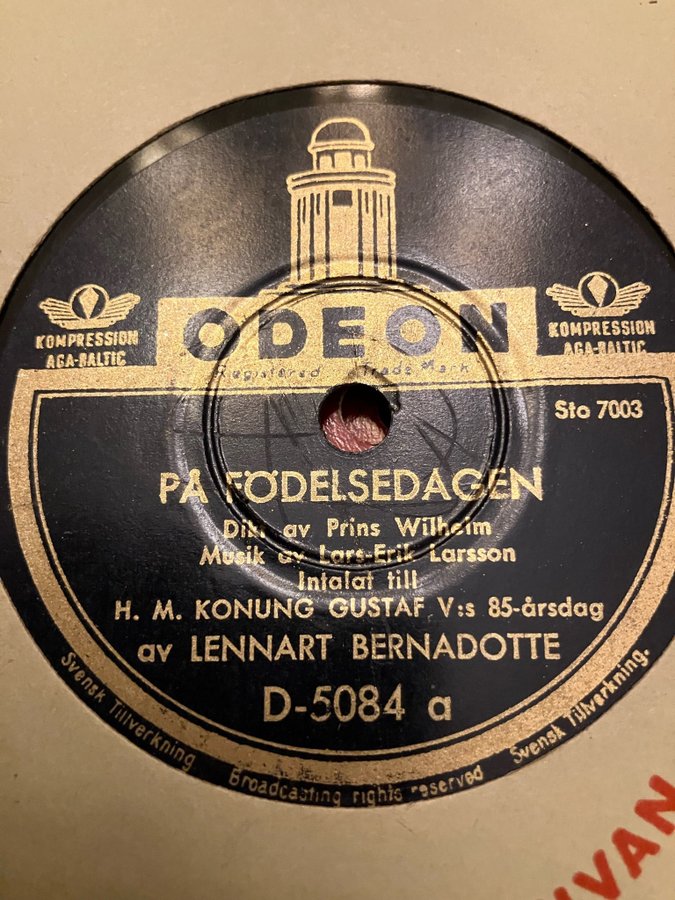 ODEON
Registered Trade Mark
KOMPRESSION
AGA-BALTIC
KOMPRESSION
AGA-BALTIC
Sto 7003
PÅ FÖDELSEDAGEN
Dikt av Prins Wilhelm
Musik av Lars-Erik Larsson
Intalat till
H. M. KONUNG GUSTAF V:s 85-årsdag
av LENNART BERNADOTTE
D-5084 a
Svensk Tillverkning
Broadcasting rights reserved
Svensk Tillverkning.